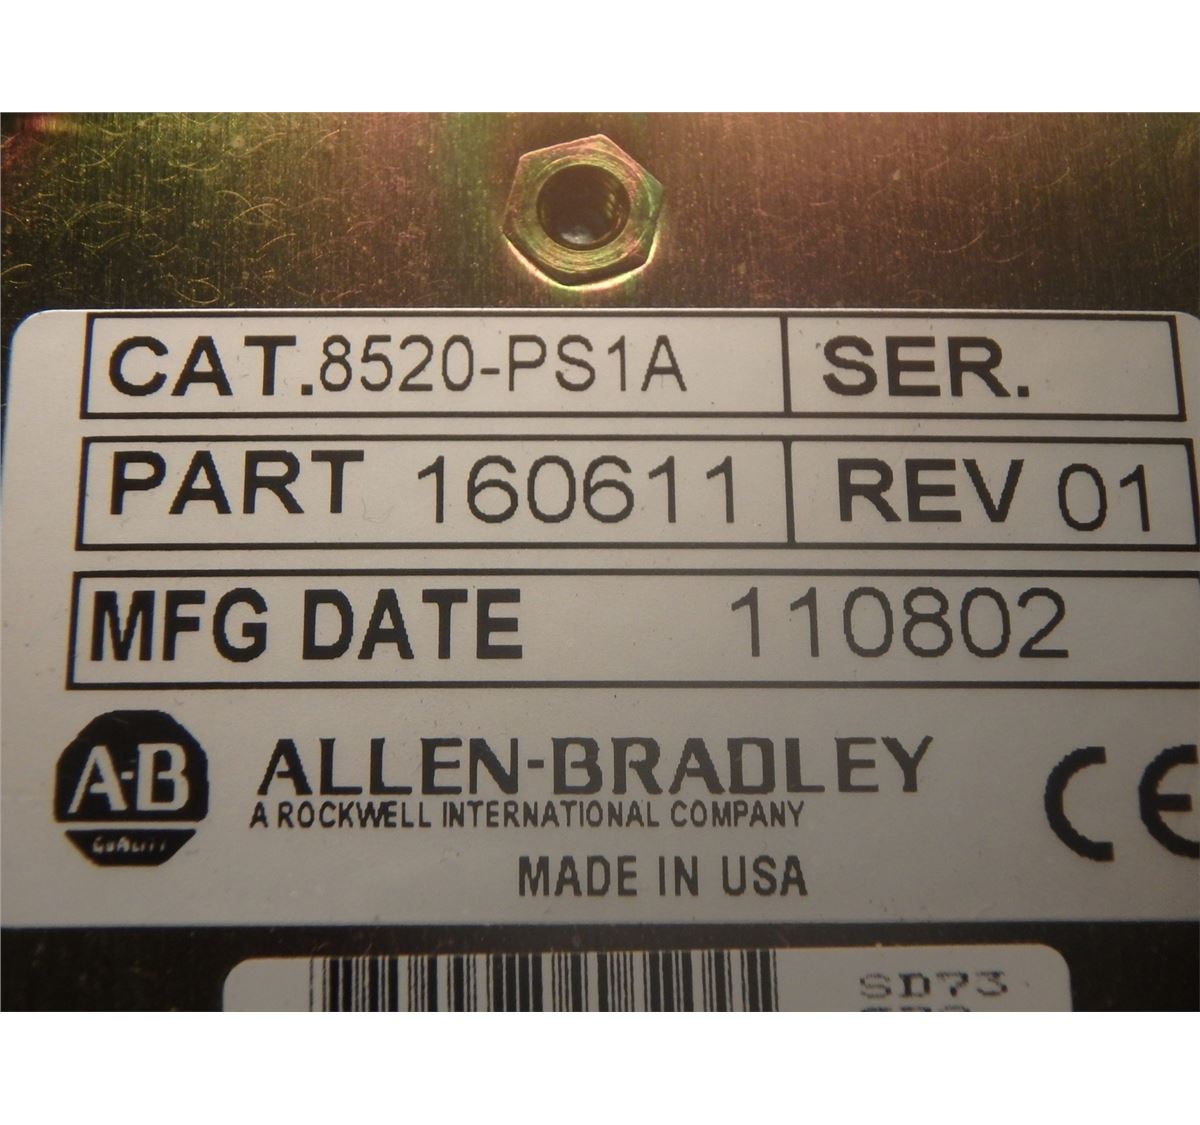 CAT. 8520-PS1A SER.
PART 160611 REV 01
MFG DATE 110802
A-B
QUALITY
ALLEN-BRADLEY
A ROCKWELL INTERNATIONAL COMPANY
CE
MADE IN USA
SD73